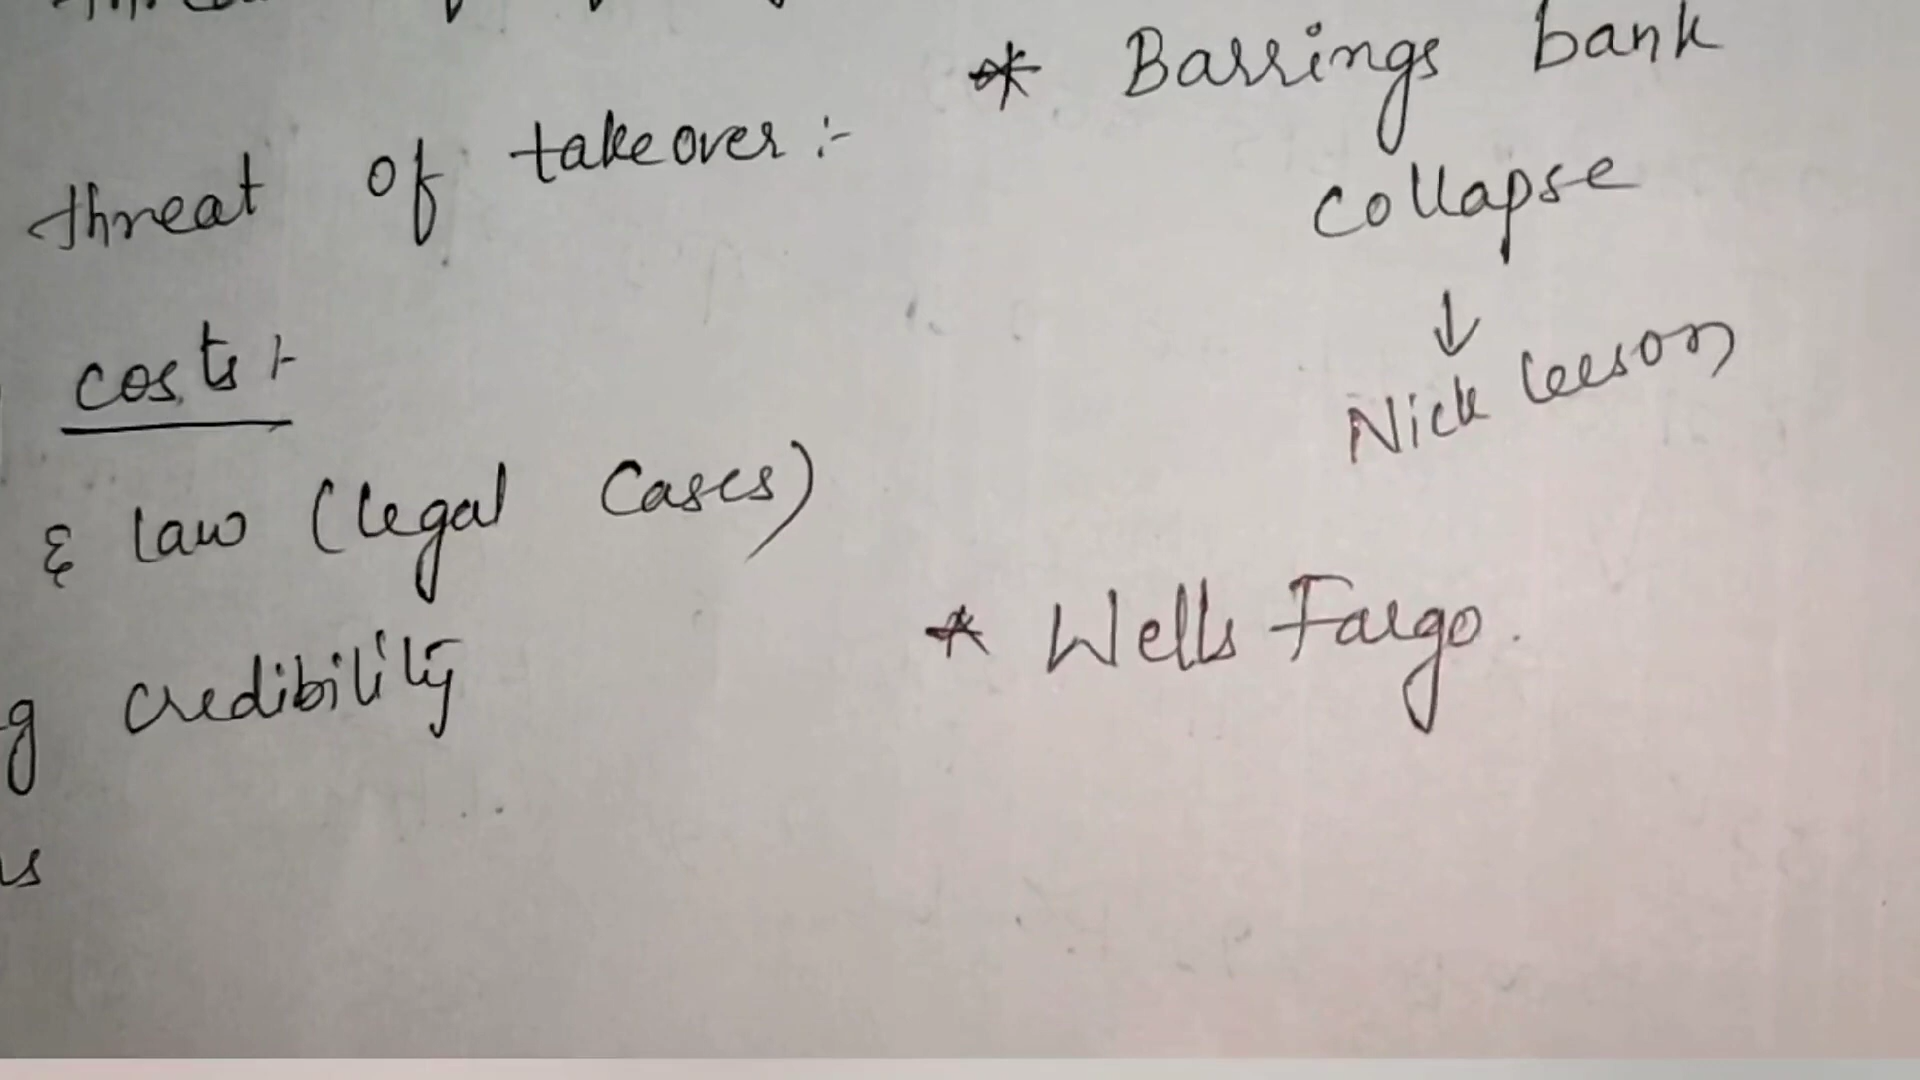 threat of takeover :-
costs :-
& law (legal cases)
g credibility
* Barrings bank
collapse
↓
Nick leeson
* Wells Fargo.